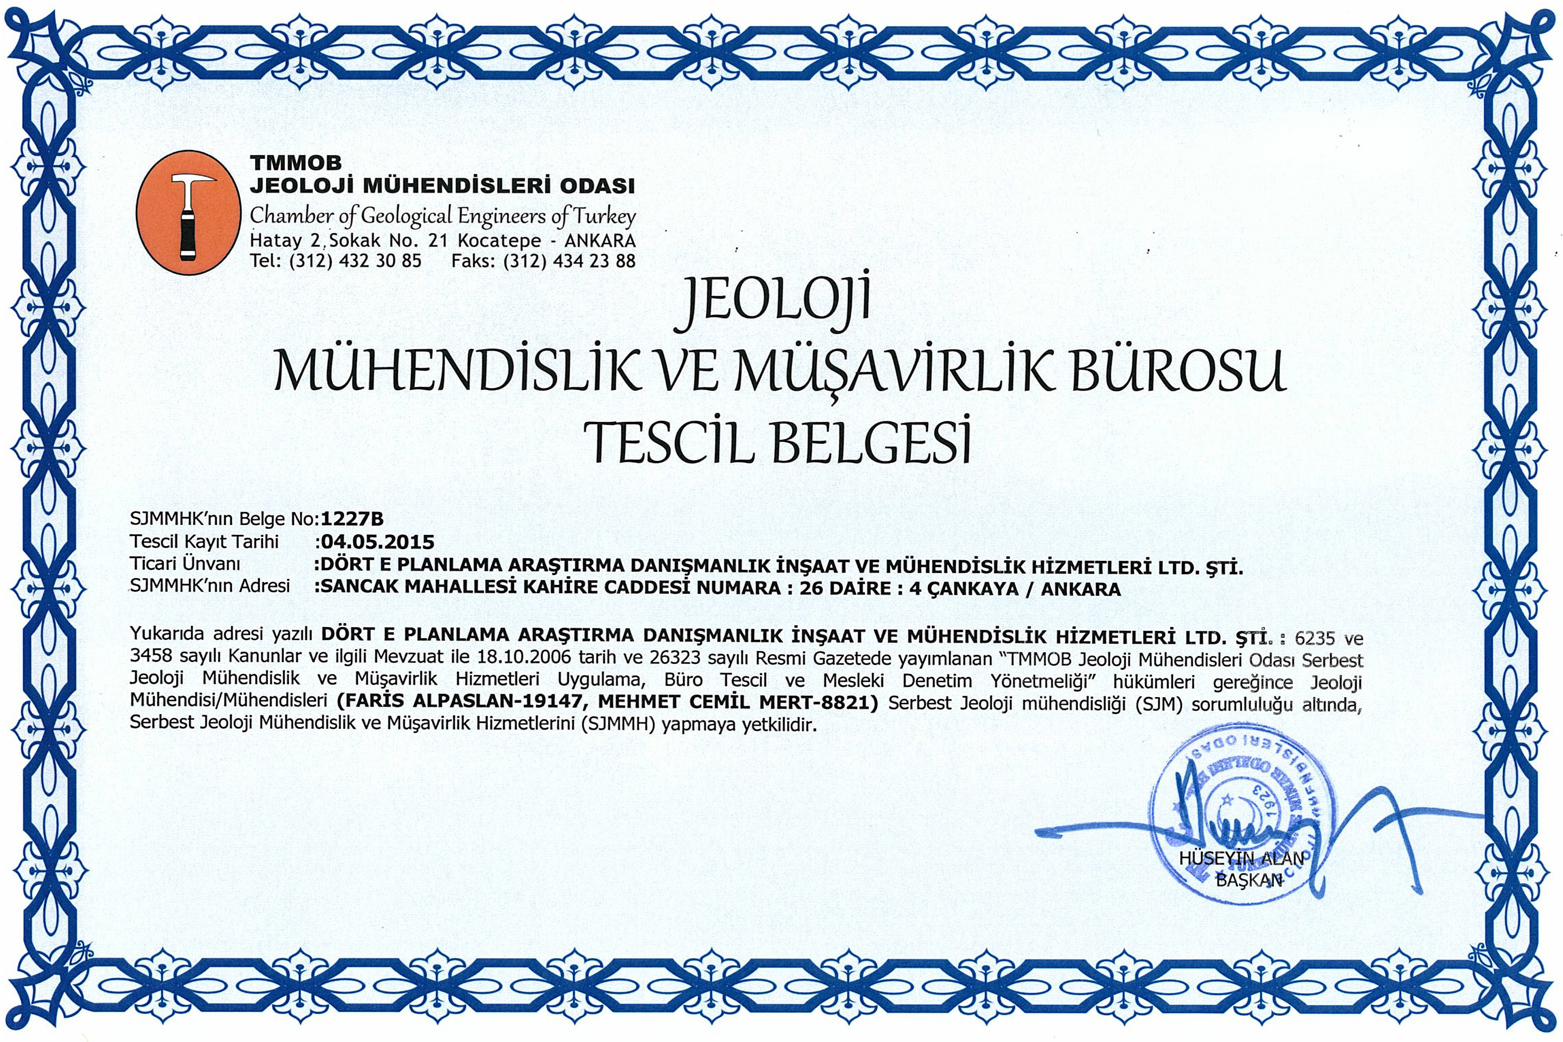 TMMOB
JEOLOJİ MÜHENDİSLERİ ODASI
Chamber of Geological Engineers of Turkey
Hatay 2.Sokak No. 21 Kocatepe - ANKARA
Tel: (312) 432 30 85 Faks: (312) 434 23 88
JEOLOJİ
MÜHENDİSLİK VE MÜŞAVİRLİK BÜROSU
TESCİL BELGESİ
SJMMHK'nın Belge No:1227B
Tescil Kayıt Tarihi :04.05.2015
Ticari Ünvanı :DÖRT E PLANLAMA ARAŞTIRMA DANIŞMANLIK İNŞAAT VE MÜHENDİSLİK HİZMETLERİ LTD. ŞTİ.
SJMMHK'nın Adresi :SANCAK MAHALLESİ KAHİRE CADDESİ NUMARA : 26 DAİRE : 4 ÇANKAYA / ANKARA
Yukarıda adresi yazılı DÖRT E PLANLAMA ARAŞTIRMA DANIŞMANLIK İNŞAAT VE MÜHENDİSLİK HİZMETLERİ LTD. ŞTİ. : 6235 ve
3458 sayılı Kanunlar ve ilgili Mevzuat ile 18.10.2006 tarih ve 26323 sayılı Resmi Gazetede yayımlanan "TMMOB Jeoloji Mühendisleri Odası Serbest
Jeoloji Mühendislik ve Müşavirlik Hizmetleri Uygulama, Büro Tescil ve Mesleki Denetim Yönetmeliği" hükümleri gereğince Jeoloji
Mühendisi/Mühendisleri (FARİS ALPASLAN-19147, MEHMET CEMİL MERT-8821) Serbest Jeoloji mühendisliği (SJM) sorumluluğu altında,
Serbest Jeoloji Mühendislik ve Müşavirlik Hizmetlerini (SJMMH) yapmaya yetkilidir.
1923
HÜSEYİN ALAN
BAŞKAN